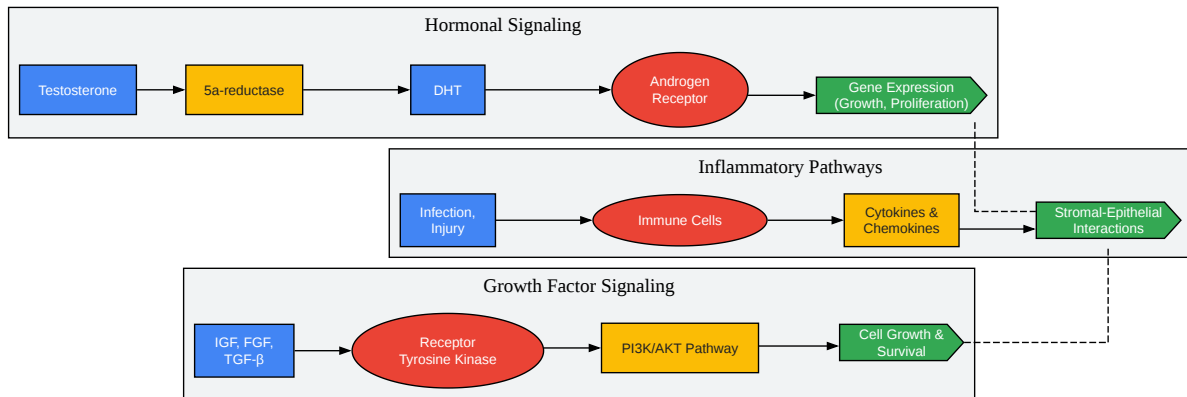 Hormonal Signaling
Testosterone
5a-reductase
DHT
Androgen
Receptor
Gene Expression
(Growth, Proliferation)
Inflammatory Pathways
Infection,
Injury
Immune Cells
Cytokines &
Chemokines
Stromal-Epithelial
Interactions
Growth Factor Signaling
IGF, FGF,
TGF-β
Receptor
Tyrosine Kinase
PI3K/AKT Pathway
Cell Growth &
Survival